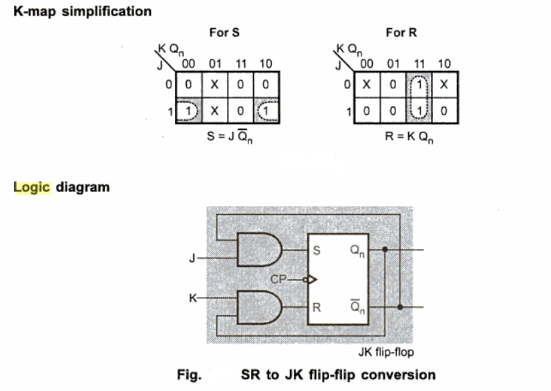 K-map simplification
For S
For R
K Qn
J 00 01 11 10
0 0 X 0 0
1 1 X 0 1
S = J Q̅n
K Qn
J 00 01 11 10
0 X 0 1 X
1 0 0 1 0
R = K Qn
Logic diagram
J
K
CP
S Qn
R Q̅n
JK flip-flop
Fig. SR to JK flip-flip conversion